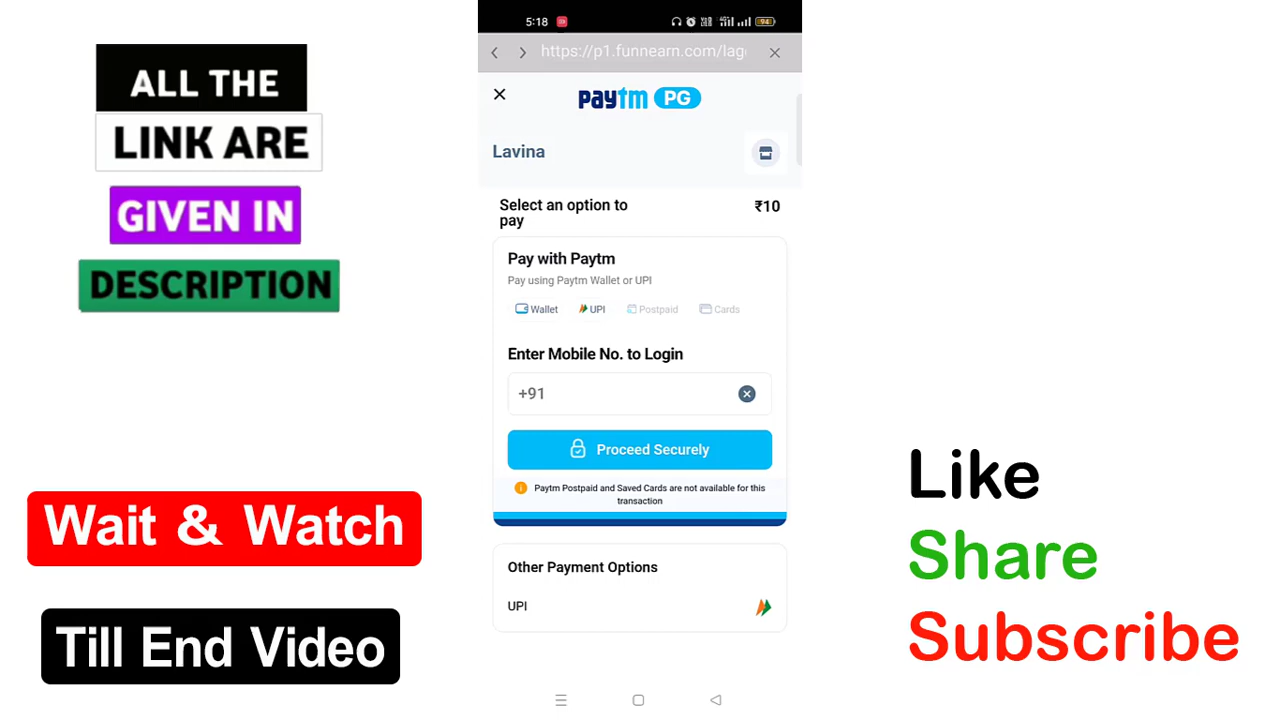 ALL THE
LINK ARE
GIVEN IN
DESCRIPTION
Wait & Watch
Till End Video
5:18
94
https://p1.funnearn.com/lag
paytm PG
Lavina
Select an option to
pay
₹10
Pay with Paytm
Pay using Paytm Wallet or UPI
Wallet UPI Postpaid Cards
Enter Mobile No. to Login
+91
Proceed Securely
Paytm Postpaid and Saved Cards are not available for this
transaction
Other Payment Options
UPI
Like
Share
Subscribe